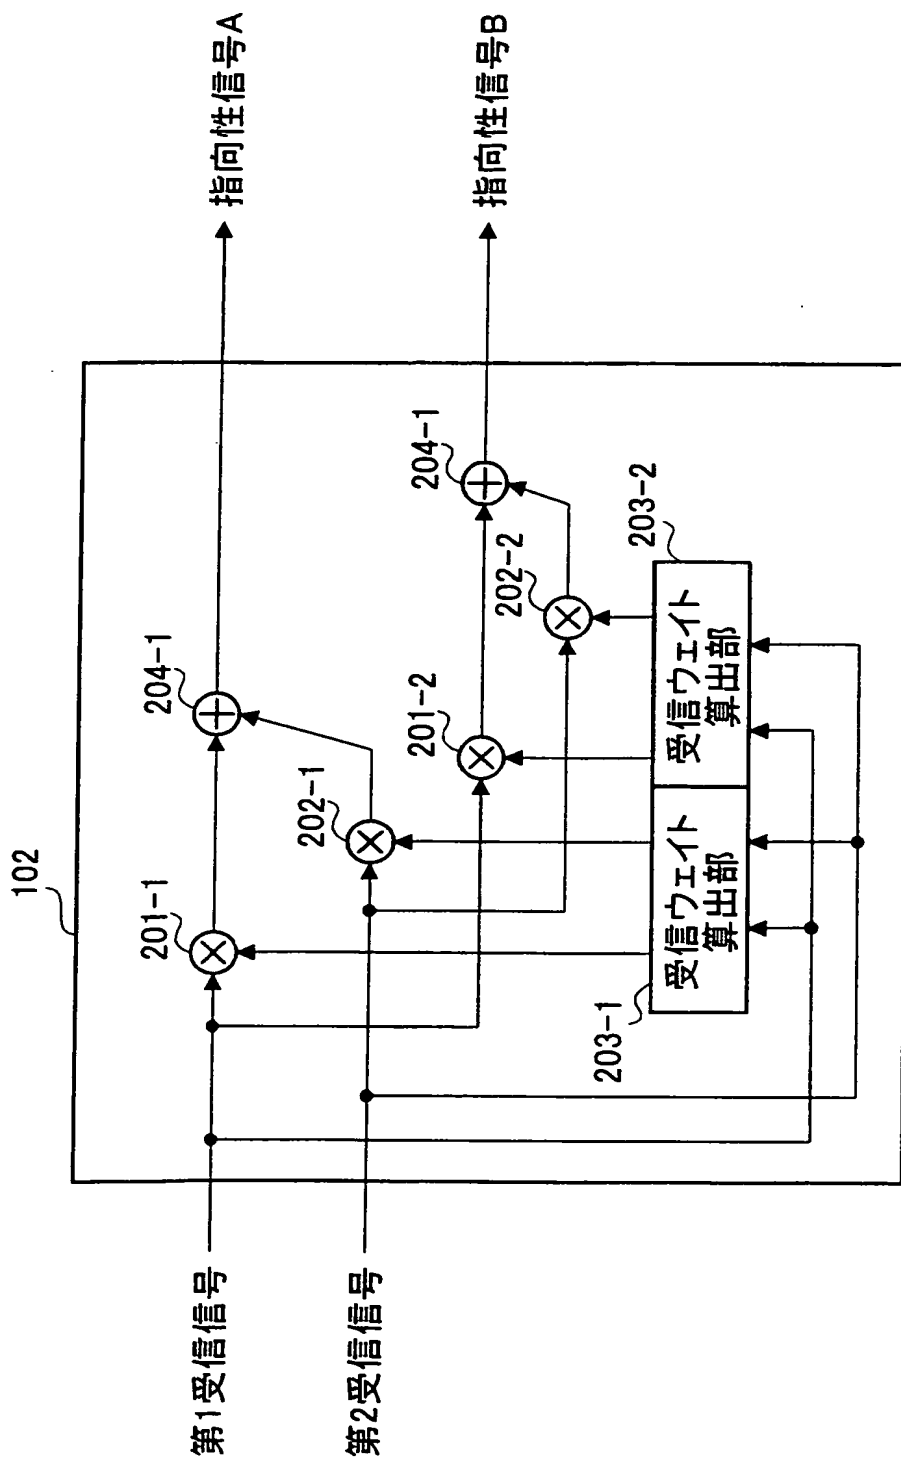 102
第1受信信号
第2受信信号
201-1
204-1
指向性信号A
202-1
201-2
202-2
204-1
指向性信号B
203-1
受信ウェイト
算出部
受信ウェイト
算出部
203-2